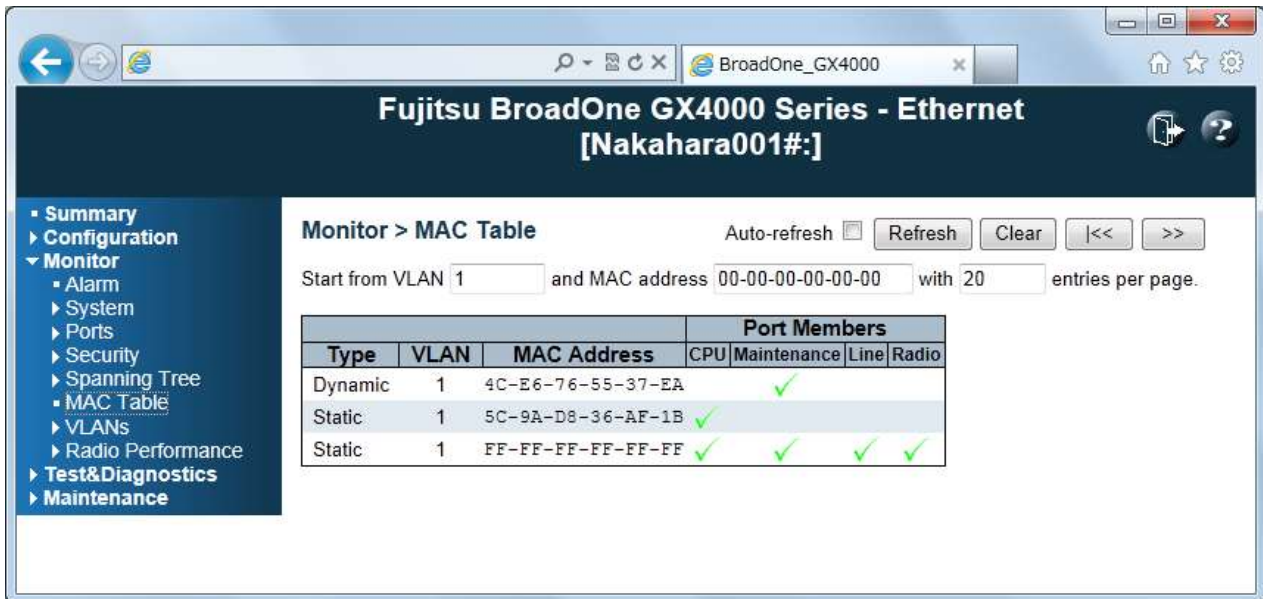 BroadOne_GX4000
Fujitsu BroadOne GX4000 Series - Ethernet
[Nakahara001#:]
Summary
Configuration
Monitor
Alarm
System
Ports
Security
Spanning Tree
MAC Table
VLANs
Radio Performance
Test&Diagnostics
Maintenance
Monitor > MAC Table
Auto-refresh Refresh Clear |<< >>
Start from VLAN 1 and MAC address 00-00-00-00-00-00 with 20 entries per page.
Port Members
Type VLAN MAC Address CPU Maintenance Line Radio
Dynamic 1 4C-E6-76-55-37-EA
Static 1 5C-9A-D8-36-AF-1B
Static 1 FF-FF-FF-FF-FF-FF